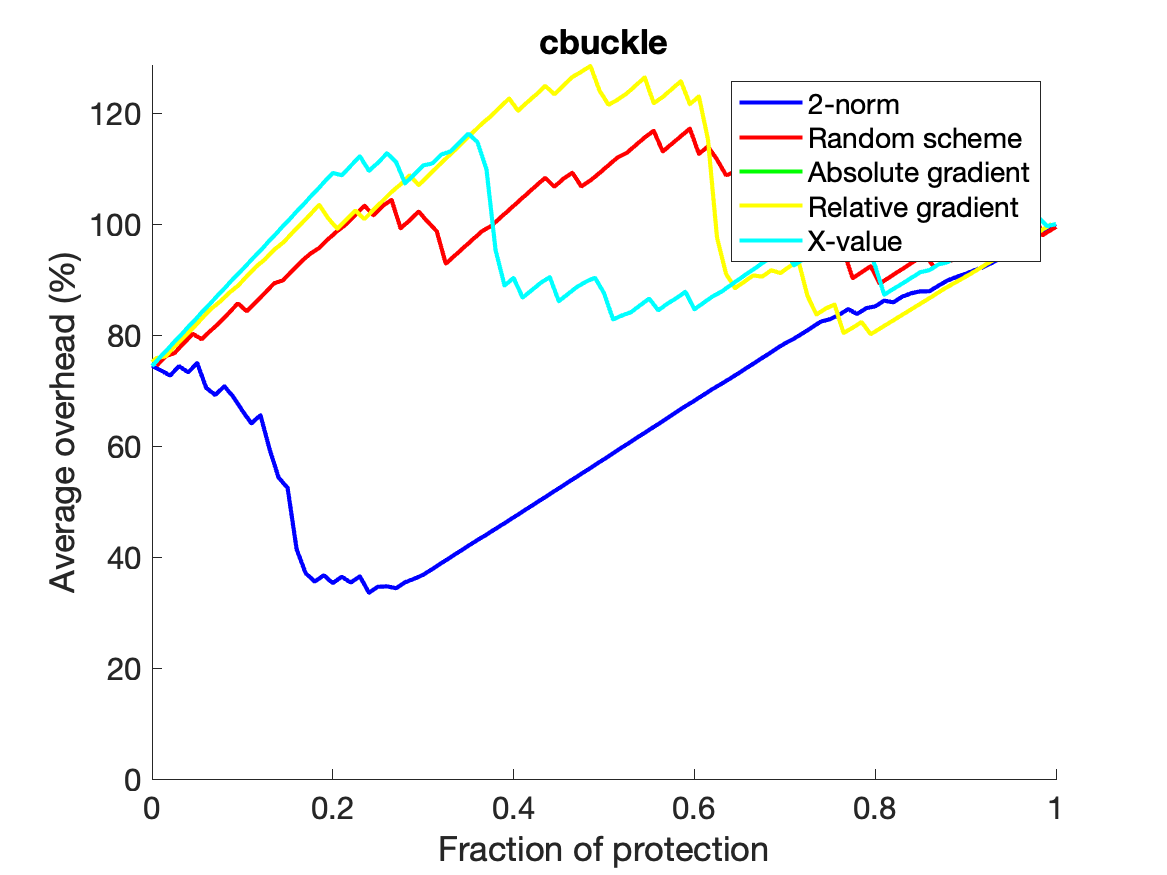 cbuckle
120
100
80
60
40
20
0
Average overhead (%)
2-norm
Random scheme
Absolute gradient
Relative gradient
X-value
0 0.2 0.4 0.6 0.8 1
Fraction of protection